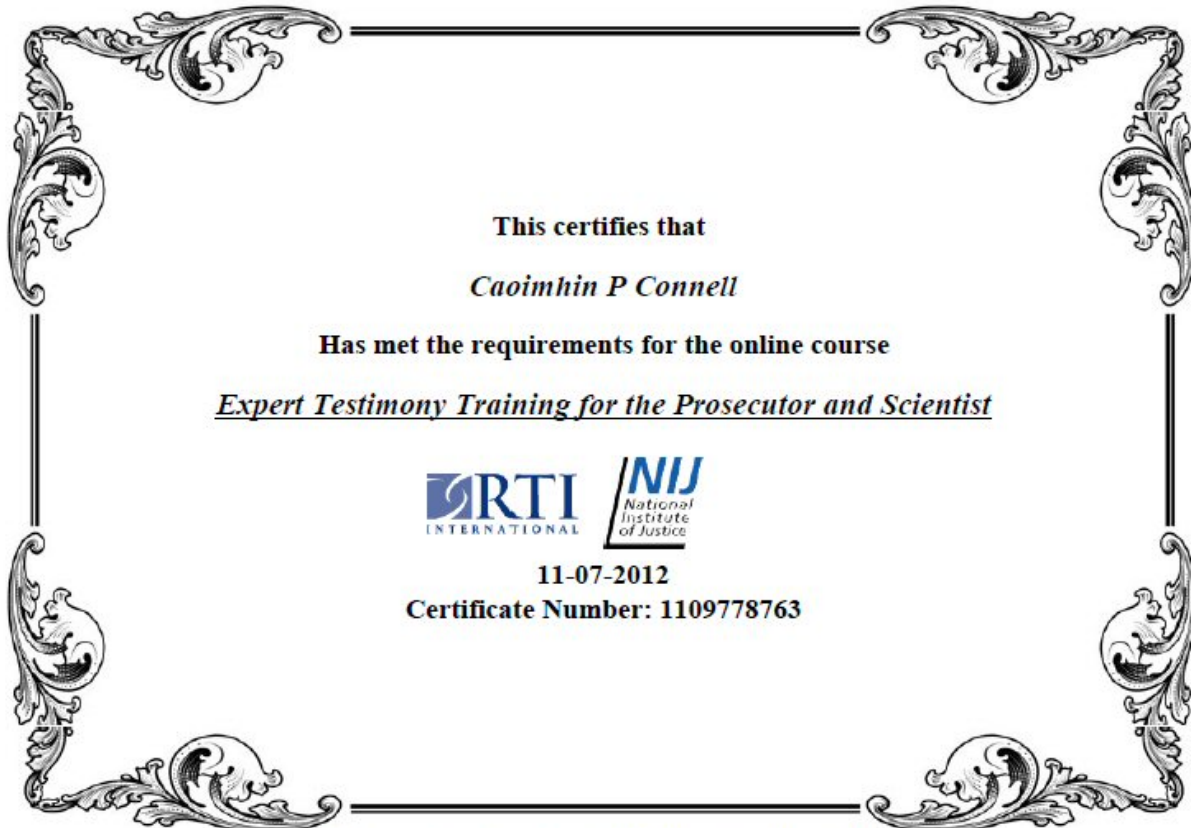 This certifies that
Caoimhin P Connell
Has met the requirements for the online course
Expert Testimony Training for the Prosecutor and Scientist
RTI
INTERNATIONAL
NIJ
National
Institute
of Justice
11-07-2012
Certificate Number: 1109778763